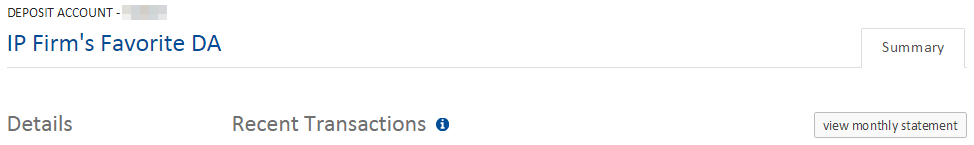 DEPOSIT ACCOUNT -
IP Firm's Favorite DA
Summary
Details
Recent Transactions
view monthly statement